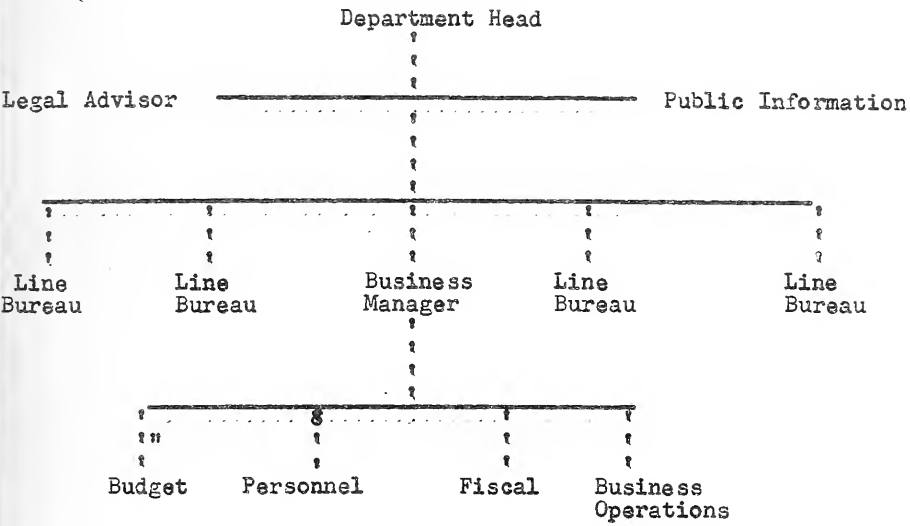 Department Head
Legal Advisor Public Information
Line Line Business Line Line
Bureau Bureau Manager Bureau Bureau
Budget Personnel Fiscal Business
Operations